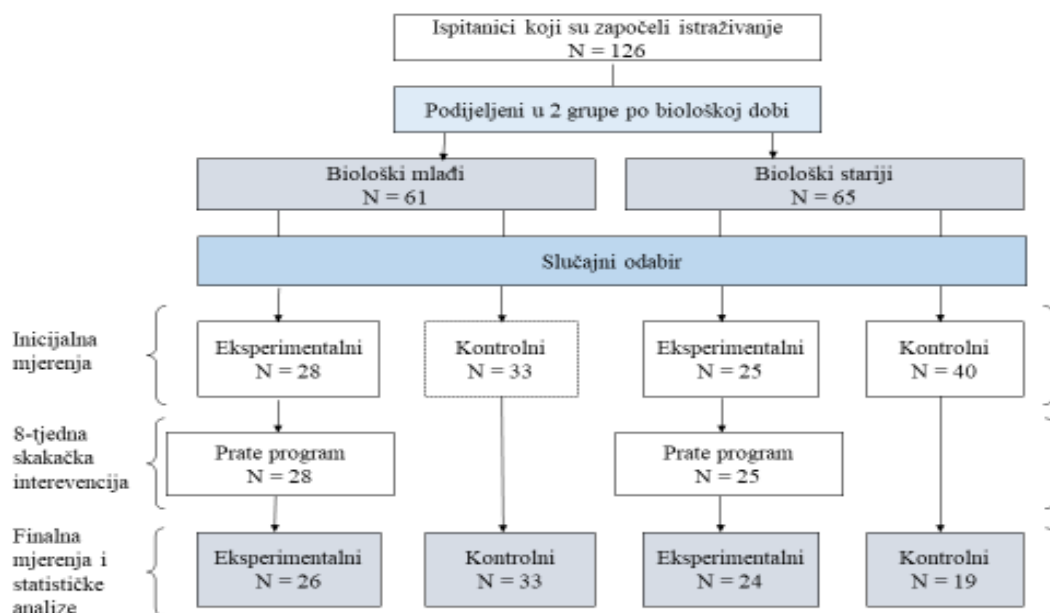 Ispitanici koji su započeli istraživanje
N = 126
Podijeljeni u 2 grupe po biološkoj dobi
Biološki mlađi
N = 61
Biološki stariji
N = 65
Slučajni odabir
Inicijalna
mjerenja
Eksperimentalni
N = 28
Kontrolni
N = 33
Eksperimentalni
N = 25
Kontrolni
N = 40
8-tjedna
skakačka
interevencija
Prate program
N = 28
Prate program
N = 25
Finalna
mjerenja i
statističke
analize
Eksperimentalni
N = 26
Kontrolni
N = 33
Eksperimentalni
N = 24
Kontrolni
N = 19